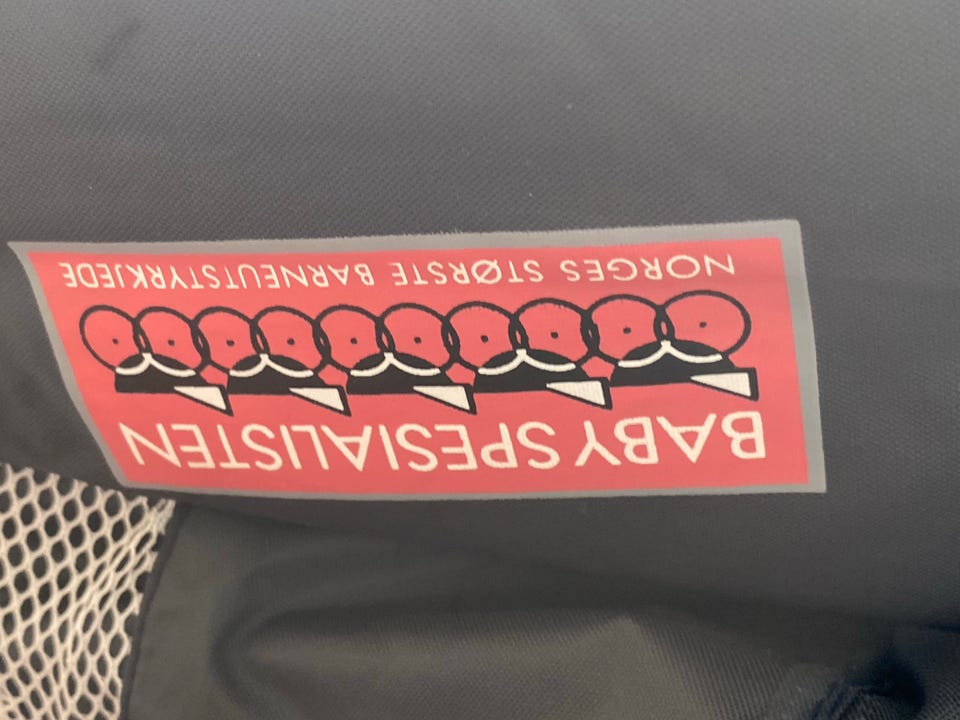 BABY SPESIALISTEN
NORGES STØRSTE BARNEUTSTYRKJEDE